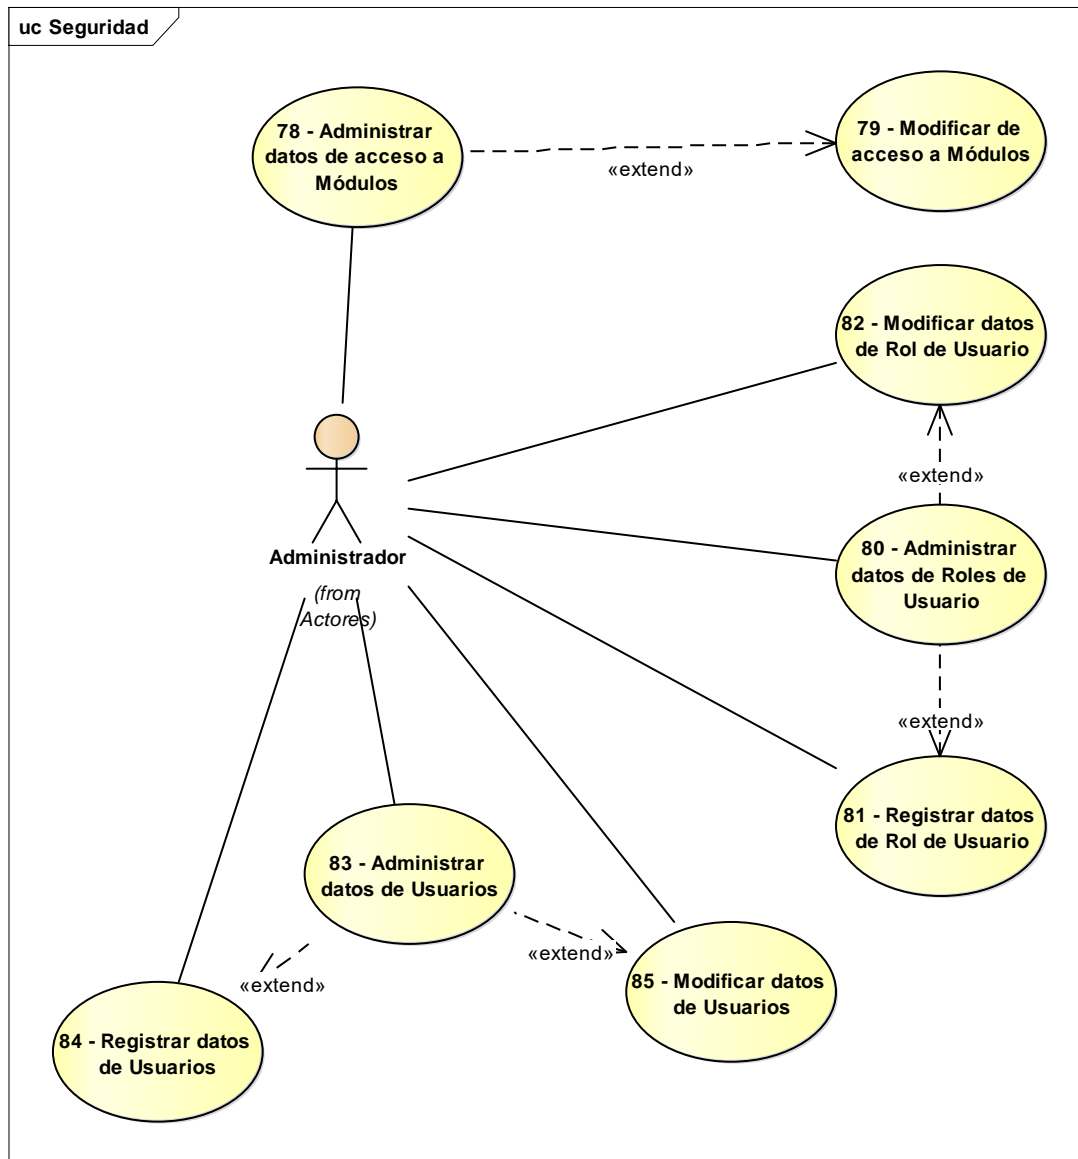 uc Seguridad
78 - Administrar
datos de acceso a
Módulos
«extend»
79 - Modificar de
acceso a Módulos
82 - Modificar datos
de Rol de Usuario
«extend»
80 - Administrar
datos de Roles de
Usuario
«extend»
81 - Registrar datos
de Rol de Usuario
Administrador
(from
Actores)
83 - Administrar
datos de Usuarios
«extend»
«extend»
85 - Modificar datos
de Usuarios
84 - Registrar datos
de Usuarios